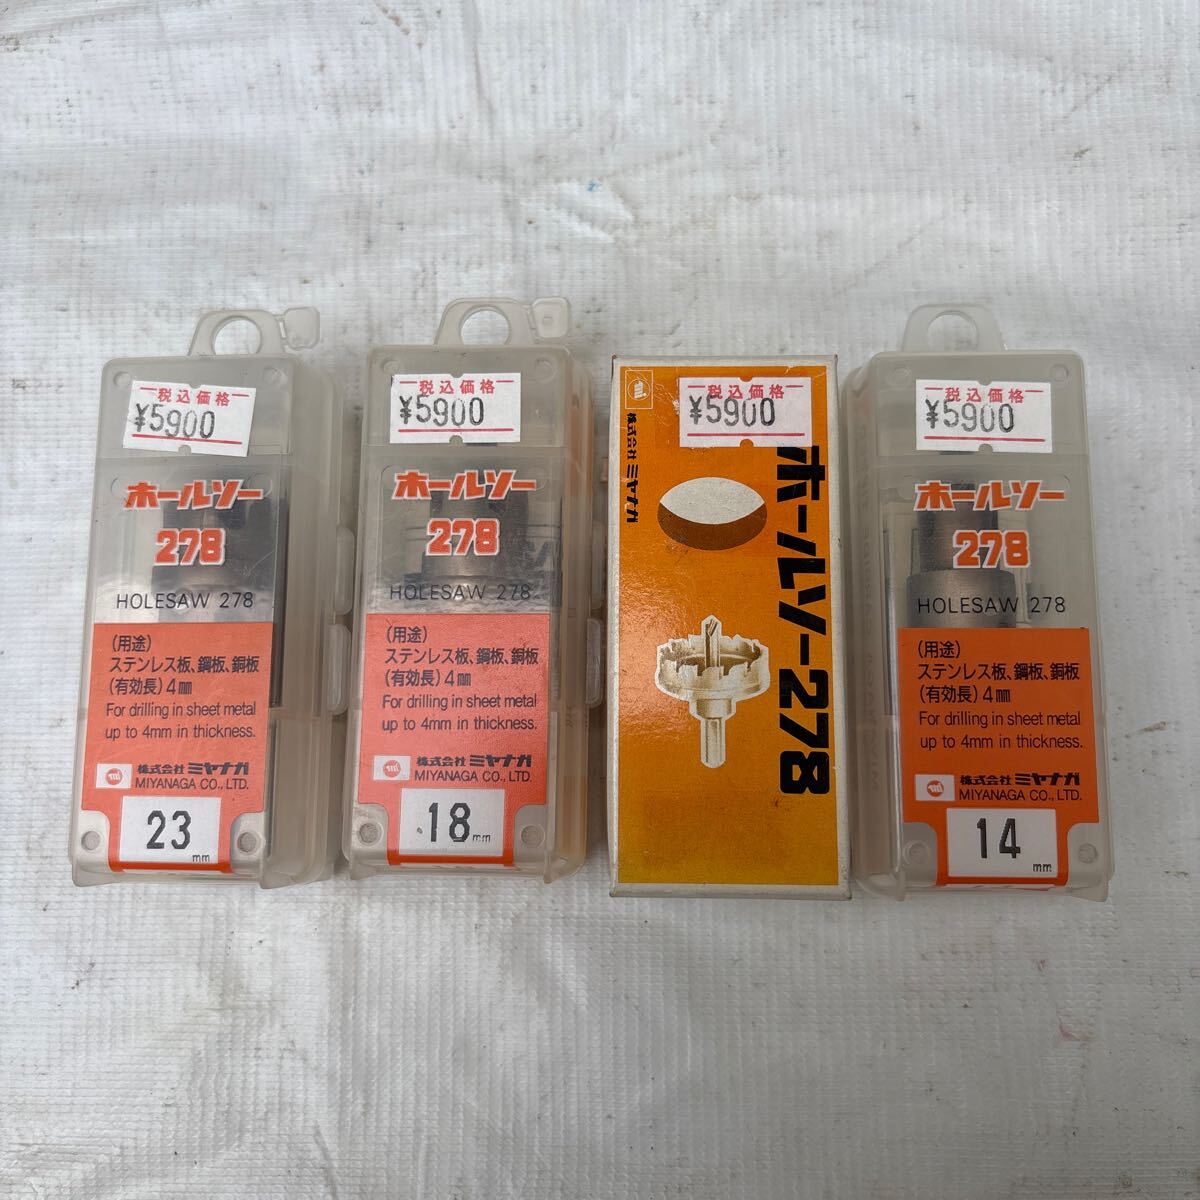 税込価格
¥5900
ホールソー
278
HOLESAW 278
(用途)
ステンレス板、鋼板、銅板
(有効長) 4mm
For drilling in sheet metal
up to 4mm in thickness.
株式会社 ミヤナガ
MIYANAGA CO., LTD.
23 mm
税込価格
¥5900
ホールソー
278
HOLESAW 278
(用途)
ステンレス板、鋼板、銅板
(有効長) 4mm
For drilling in sheet metal
up to 4mm in thickness.
株式会社 ミヤナガ
MIYANAGA CO., LTD.
18 mm
税込価格
¥5900
株式会社 ミヤナガ
ホールソー278
税込価格
¥5900
ホールソー
278
HOLESAW 278
(用途)
ステンレス板、鋼板、銅板
(有効長) 4mm
For drilling in sheet metal
up to 4mm in thickness.
株式会社 ミヤナガ
MIYANAGA CO., LTD.
14 mm